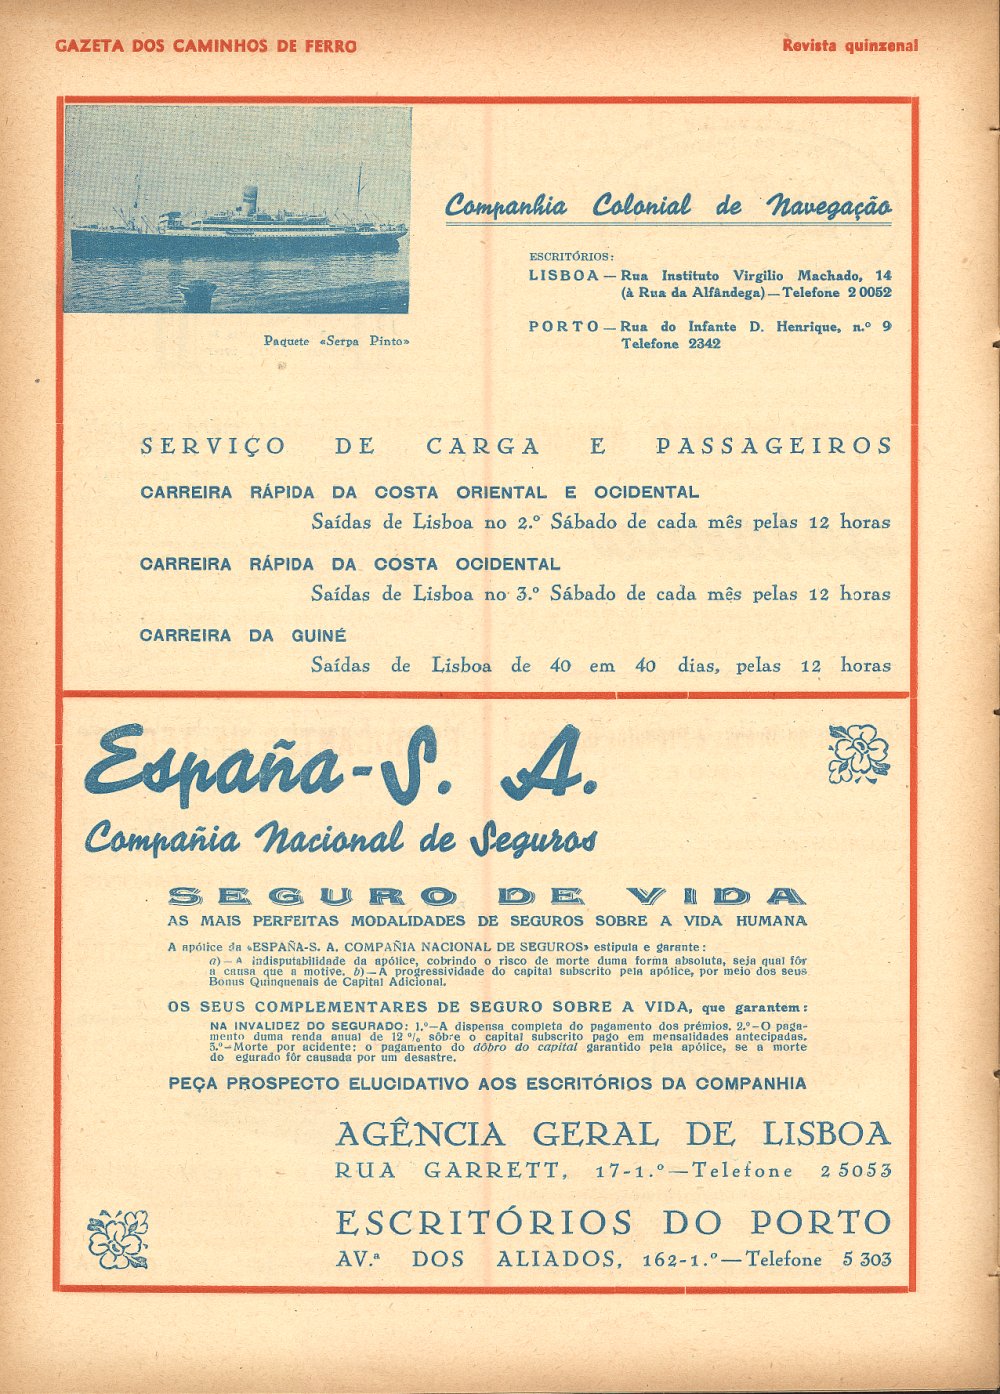 GAZETA DOS CAMINHOS DE FERRO
Revista quinzenal
Companhia Colonial de Navegação
ESCRITÓRIOS:
LISBOA — Rua Instituto Virgilio Machado, 14
(à Rua da Alfândega) — Telefone 2 0052
PORTO — Rua do Infante D. Henrique, n.º 9
Telefone 2342
Paquete «Serpa Pinto»
SERVIÇO DE CARGA E PASSAGEIROS
CARREIRA RÁPIDA DA COSTA ORIENTAL E OCIDENTAL
Saídas de Lisboa no 2.º Sábado de cada mês pelas 12 horas
CARREIRA RÁPIDA DA COSTA OCIDENTAL
Saídas de Lisboa no 3.º Sábado de cada mês pelas 12 horas
CARREIRA DA GUINÉ
Saídas de Lisboa de 40 em 40 dias, pelas 12 horas
España-S. A.
Compañia Nacional de Seguros
SEGURO DE VIDA
AS MAIS PERFEITAS MODALIDADES DE SEGUROS SOBRE A VIDA HUMANA
A apólice da «ESPAÑA-S. A. COMPAÑIA NACIONAL DE SEGUROS» estipula e garante:
a) — A indisputabilidade da apólice, cobrindo o risco de morte duma forma absoluta, seja qual fôr
a causa que a motive. b) — A progressividade do capital subscrito pela apólice, por meio dos seus
Bonus Quinquenais de Capital Adicional.
OS SEUS COMPLEMENTARES DE SEGURO SOBRE A VIDA, que garantem:
NA INVALIDEZ DO SEGURADO: 1.º—A dispensa completa do pagamento dos prémios. 2.º—O paga-
mento duma renda anual de 12 % sôbre o capital subscrito pago em mensalidades antecipadas.
3.º—Morte por acidente: o pagamento do dôbro do capital garantido pela apólice, se a morte
do egurado fôr causada por um desastre.
PEÇA PROSPECTO ELUCIDATIVO AOS ESCRITÓRIOS DA COMPANHIA
AGÊNCIA GERAL DE LISBOA
RUA GARRETT, 17-1.º — Telefone 2 5053
ESCRITÓRIOS DO PORTO
AV.ª DOS ALIADOS, 162-1.º — Telefone 5 303